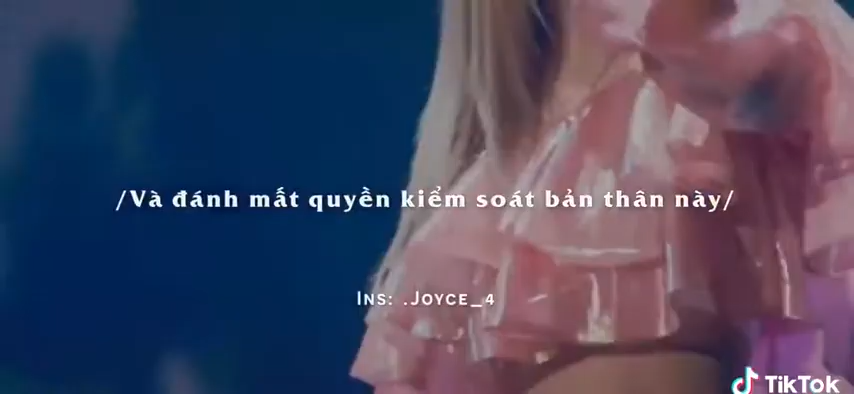 /Và đánh mất quyền kiểm soát bản thân này/
Ins: .Joyce_4
TikTok